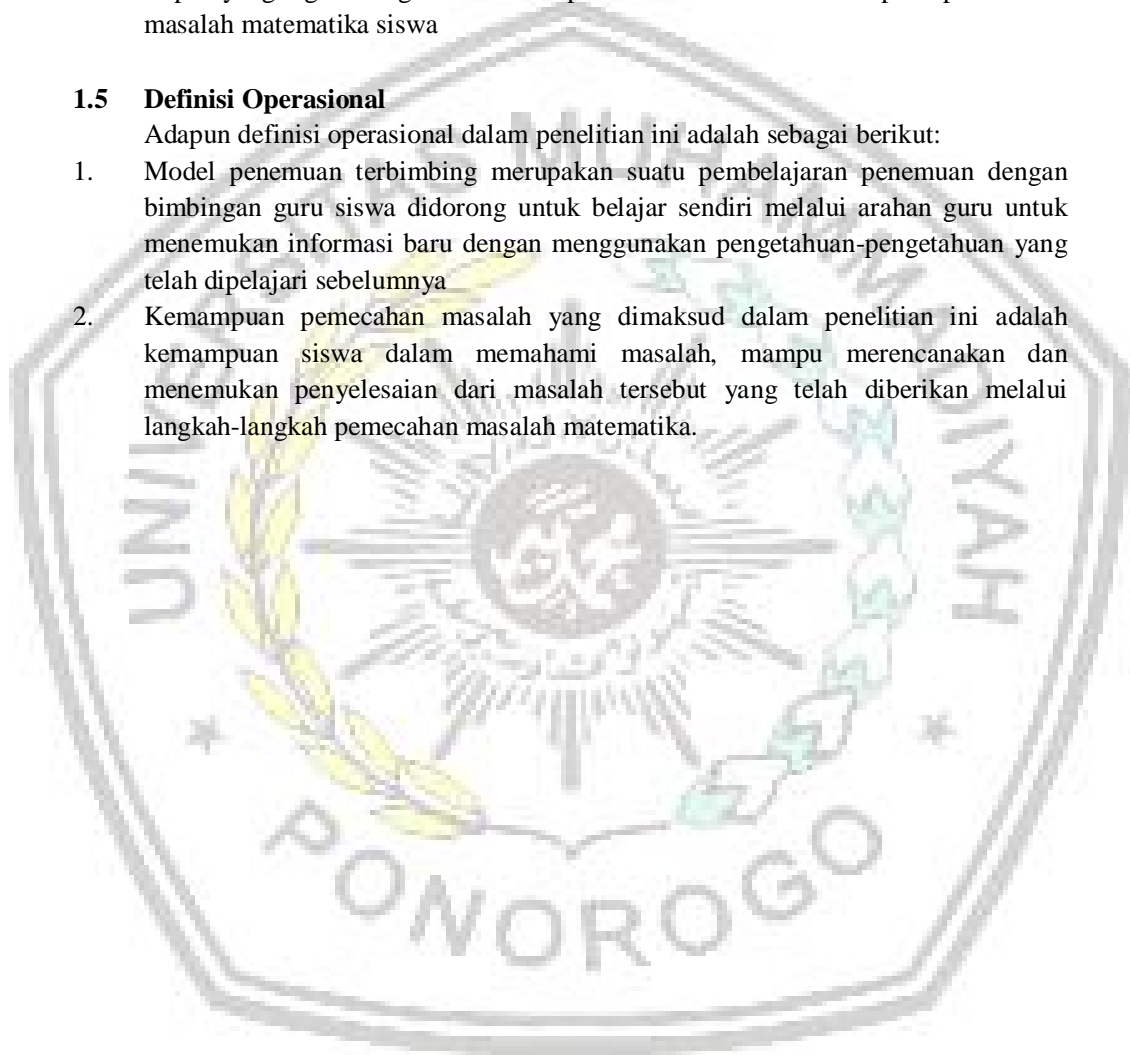 masalah matematika siswa
1.5 Definisi Operasional
Adapun definisi operasional dalam penelitian ini adalah sebagai berikut:
1. Model penemuan terbimbing merupakan suatu pembelajaran penemuan dengan
bimbingan guru siswa didorong untuk belajar sendiri melalui arahan guru untuk
menemukan informasi baru dengan menggunakan pengetahuan-pengetahuan yang
telah dipelajari sebelumnya
2. Kemampuan pemecahan masalah yang dimaksud dalam penelitian ini adalah
kemampuan siswa dalam memahami masalah, mampu merencanakan dan
menemukan penyelesaian dari masalah tersebut yang telah diberikan melalui
langkah-langkah pemecahan masalah matematika.
UNIVERSITAS MUHAMMADIYAH
PONOROGO